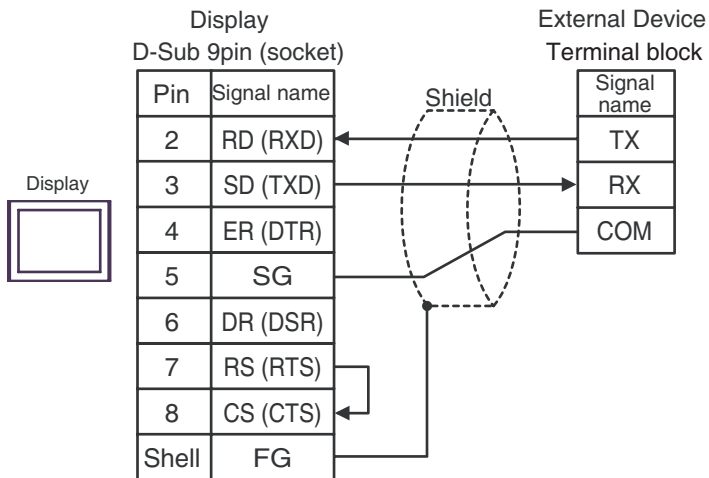 Display
D-Sub 9pin (socket)
External Device
Terminal block
Pin Signal name
2 RD (RXD)
3 SD (TXD)
4 ER (DTR)
5 SG
6 DR (DSR)
7 RS (RTS)
8 CS (CTS)
Shell FG
Display
Shield
Signal
name
TX
RX
COM